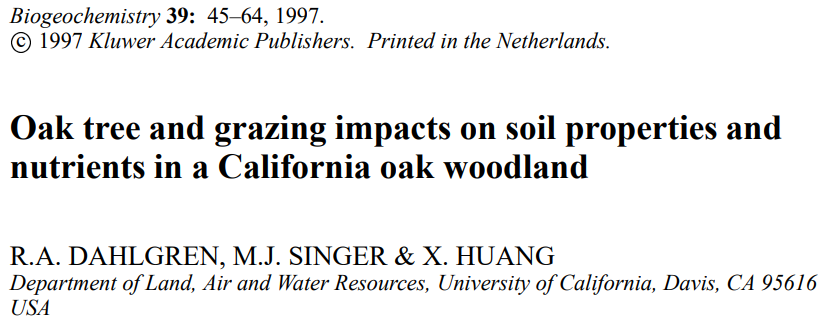 Biogeochemistry 39: 45–64, 1997.
© 1997 Kluwer Academic Publishers. Printed in the Netherlands.
Oak tree and grazing impacts on soil properties and
nutrients in a California oak woodland
R.A. DAHLGREN, M.J. SINGER & X. HUANG
Department of Land, Air and Water Resources, University of California, Davis, CA 95616
USA